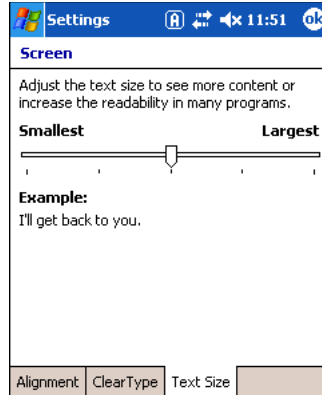 Settings A 11:51 ok
Screen
Adjust the text size to see more content or
increase the readability in many programs.
Smallest Largest
Example:
I'll get back to you.
Alignment ClearType Text Size